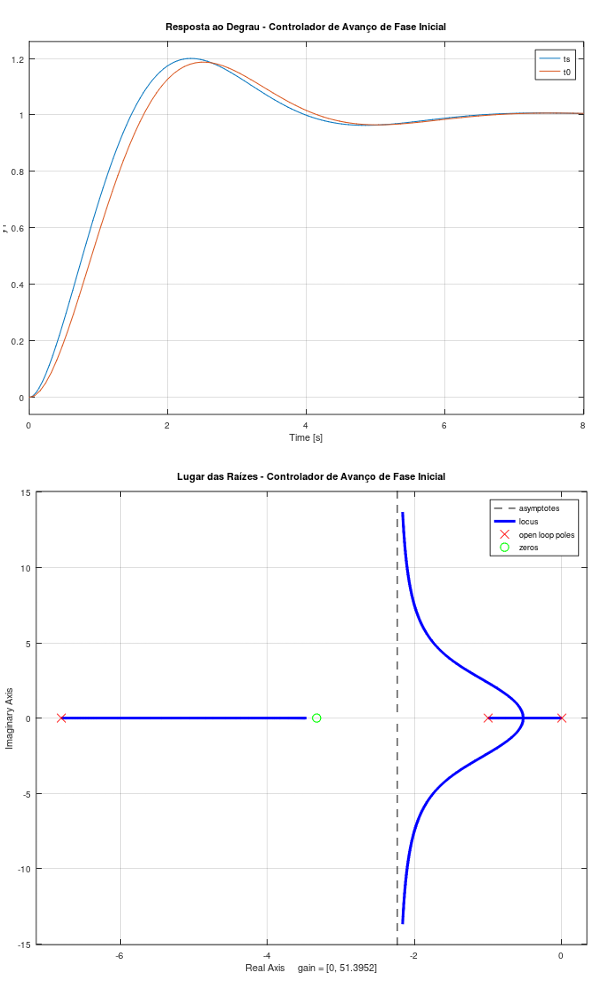 Resposta ao Degrau - Controlador de Avanço de Fase Inicial
1.2
1
0.8
0.6
0.4
0.2
0
ts
t0
0
2
4
6
8
Time [s]
Lugar das Raízes - Controlador de Avanço de Fase Inicial
15
10
5
0
-5
-10
-15
Imaginary Axis
asymptotes
locus
open loop poles
zeros
-6
-4
-2
0
Real Axis gain = [0, 51.3952]